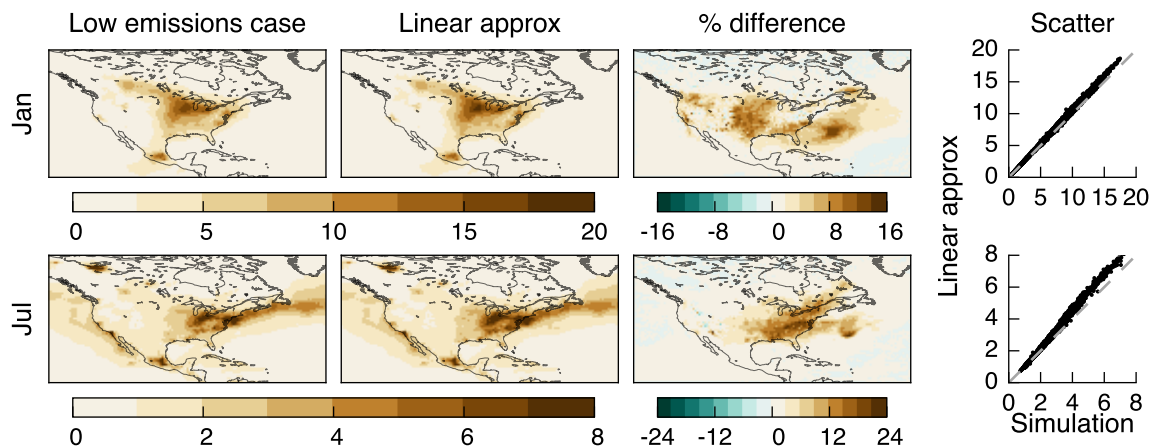 Low emissions case Linear approx % difference Scatter
Jan
20
15
10
5
0
0 5 10 15 20
0 5 10 15 20
-16 -8 0 8 16
Linear approx
Jul
8
6
4
2
0
0 2 4 6 8
Simulation
0 2 4 6 8
-24 -12 0 12 24